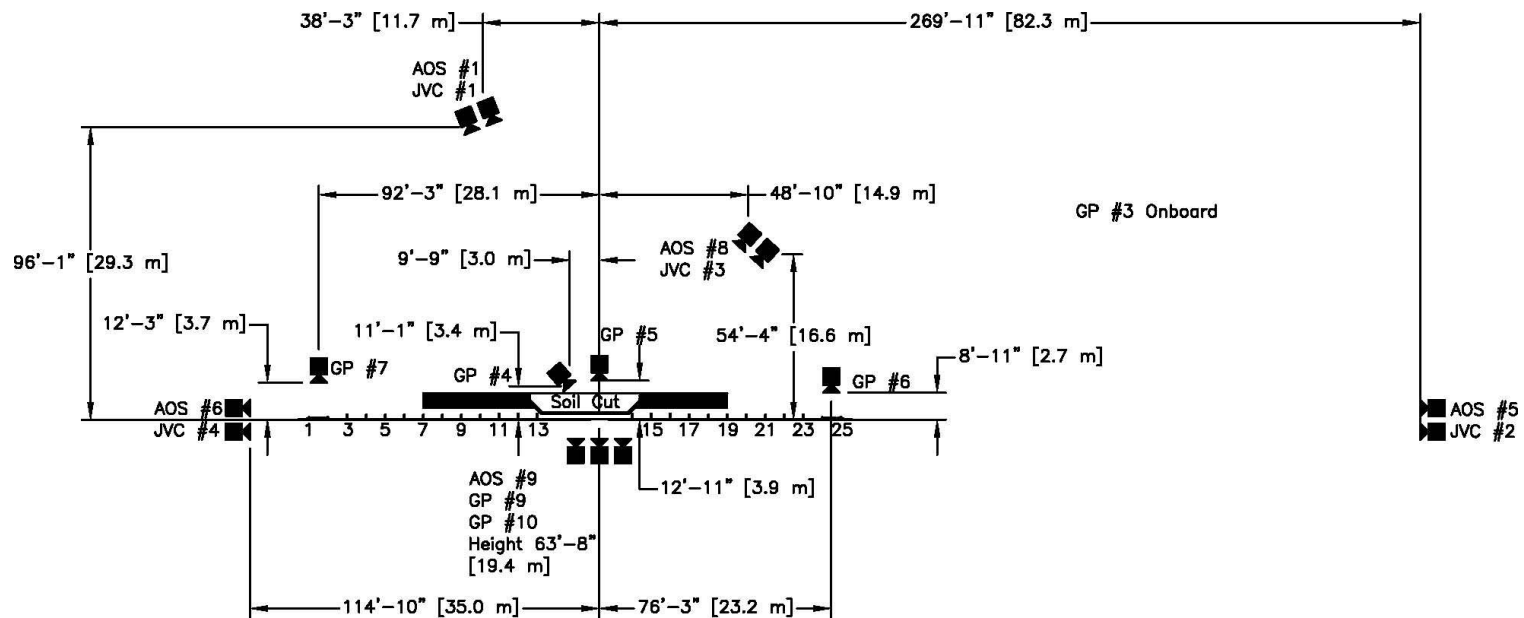 38'-3" [11.7 m]
269'-11" [82.3 m]
AOS #1
JVC #1
92'-3" [28.1 m]
48'-10" [14.9 m]
GP #3 Onboard
AOS #8
JVC #3
9'-9" [3.0 m]
96'-1" [29.3 m]
12'-3" [3.7 m]
11'-1" [3.4 m]
GP #5
54'-4" [16.6 m]
8'-11" [2.7 m]
GP #7
GP #4
GP #6
Soil Cut
AOS #6
JVC #4
AOS #5
JVC #2
1 3 5 7 9 11 13 15 17 19 21 23 25
AOS #9
GP #9
GP #10
Height 63'-8"
[19.4 m]
12'-11" [3.9 m]
114'-10" [35.0 m]
76'-3" [23.2 m]